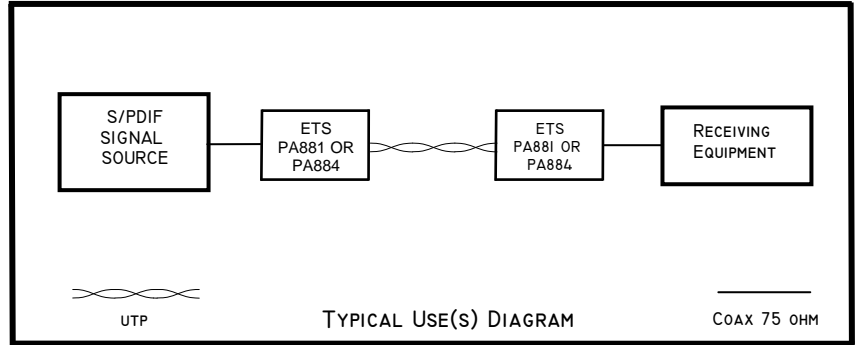 S/PDIF
SIGNAL
SOURCE
ETS
PA881 OR
PA884
ETS
PA881 OR
PA884
RECEIVING
EQUIPMENT
UTP
TYPICAL USE(S) DIAGRAM
COAX 75 OHM